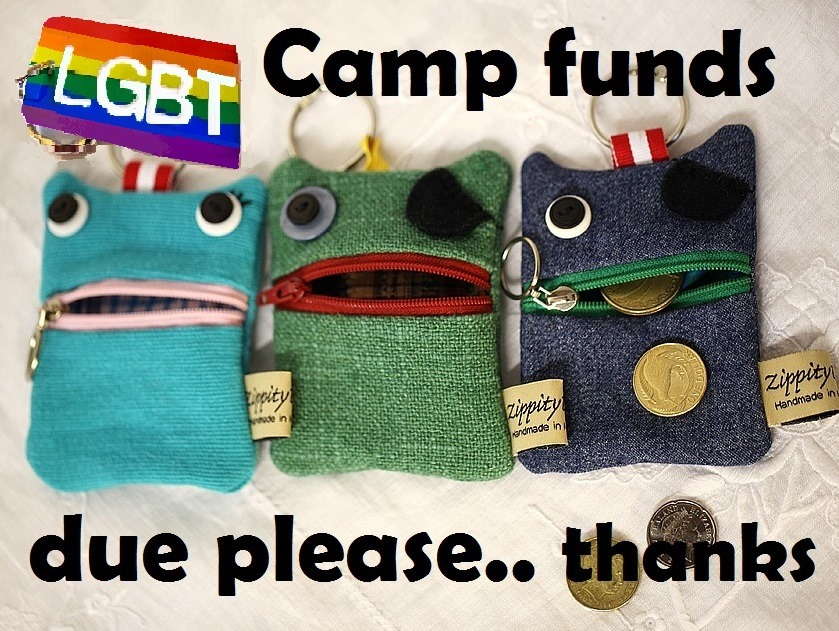 LGBT
Camp funds
Zippity
Handmade in
Zippity
Handmade in
Zippity
Handmade in
due please.. thanks